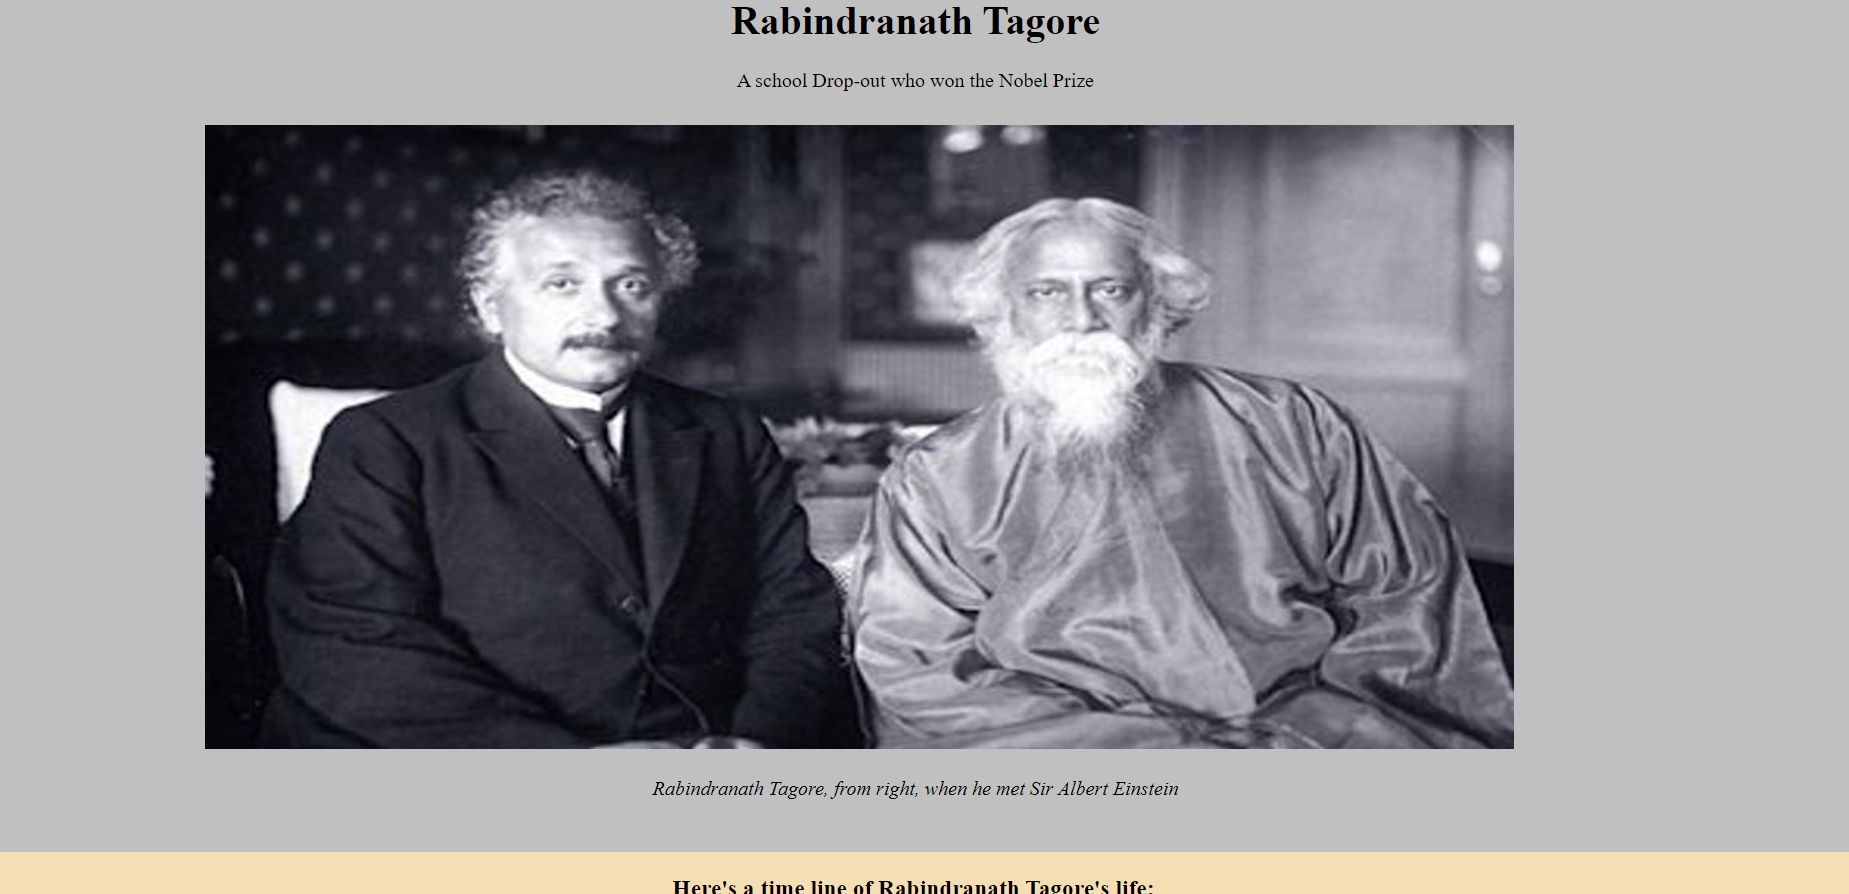 Rabindranath Tagore
A school Drop-out who won the Nobel Prize
Rabindranath Tagore, from right, when he met Sir Albert Einstein
Here's a time line of Rabindranath Tagore's life: